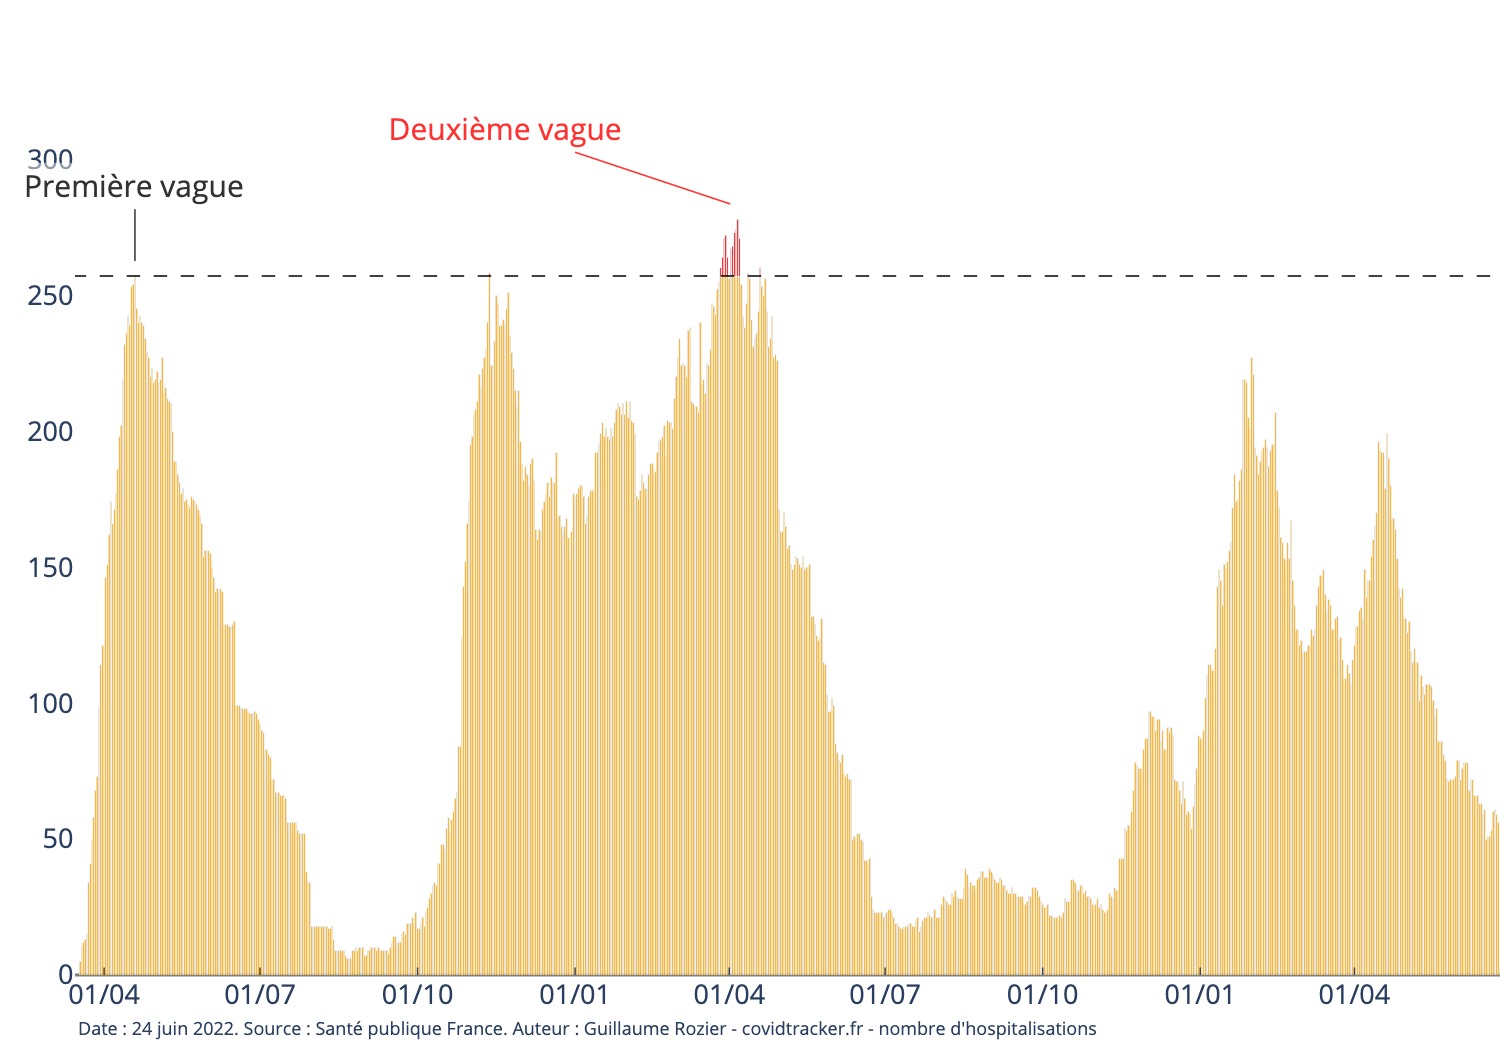 Deuxième vague
300
Première vague
250
200
150
100
50
0
01/04 01/07 01/10 01/01 01/04 01/07 01/10 01/01 01/04
Date : 24 juin 2022. Source : Santé publique France. Auteur : Guillaume Rozier - covidtracker.fr - nombre d'hospitalisations